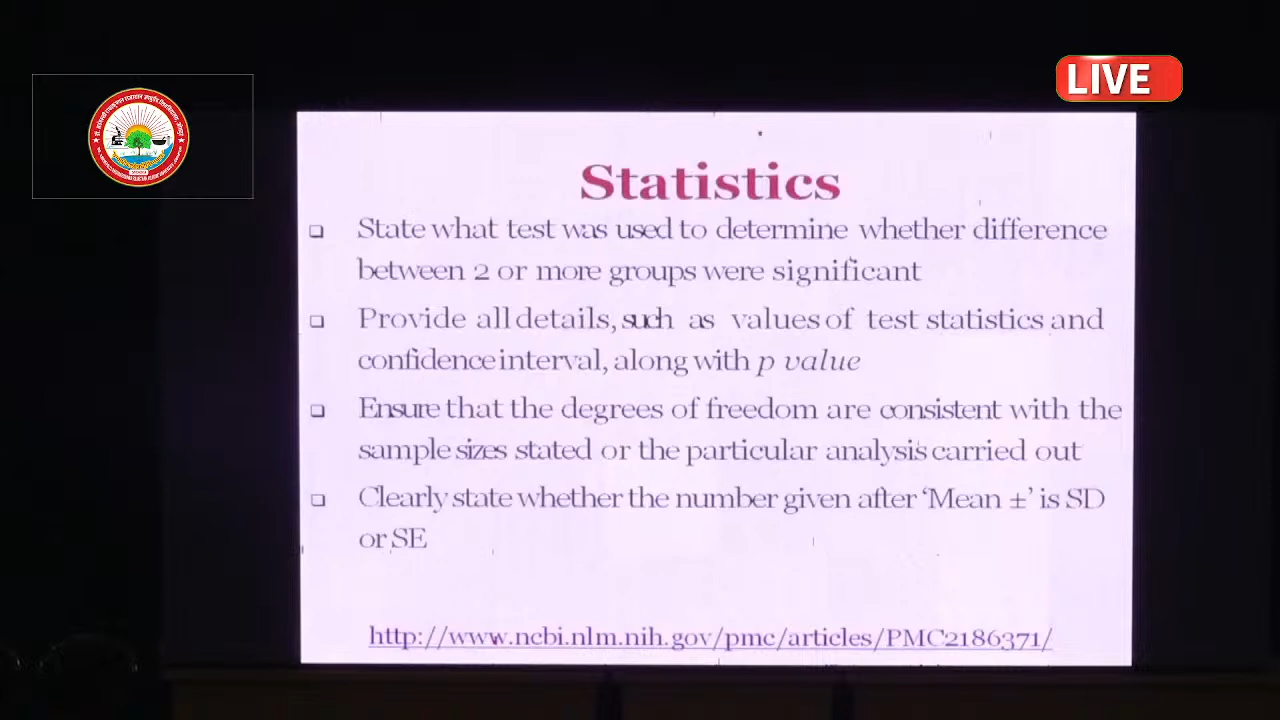 LIVE
Statistics
State what test was used to determine whether difference
between 2 or more groups were significant
Provide all details, such as values of test statistics and
confidence interval, along with p value
Ensure that the degrees of freedom are consistent with the
sample sizes stated or the particular analysis carried out
Clearly state whether the number given after ‘Mean ±’ is SD
or SE
http://www.ncbi.nlm.nih.gov/pmc/articles/PMC2186371/